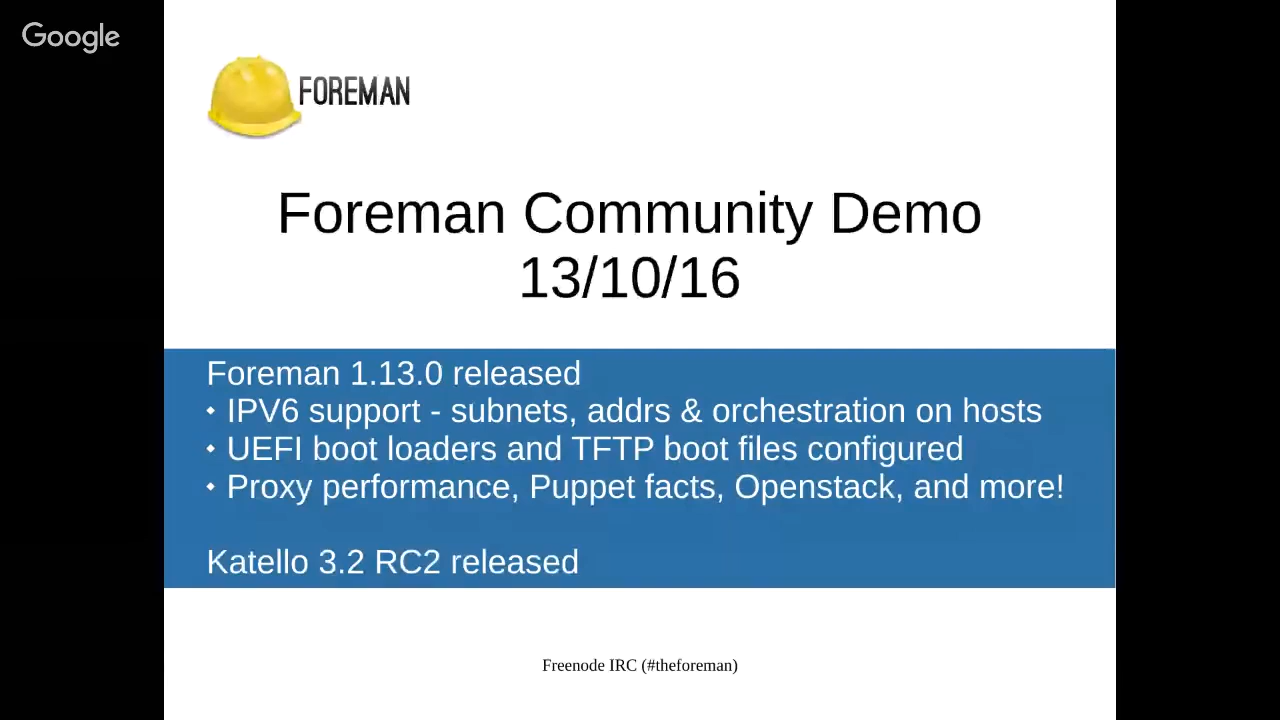 Google
FOREMAN
Foreman Community Demo
13/10/16
Foreman 1.13.0 released
• IPV6 support - subnets, addrs & orchestration on hosts
• UEFI boot loaders and TFTP boot files configured
• Proxy performance, Puppet facts, Openstack, and more!
Katello 3.2 RC2 released
Freenode IRC (#theforeman)